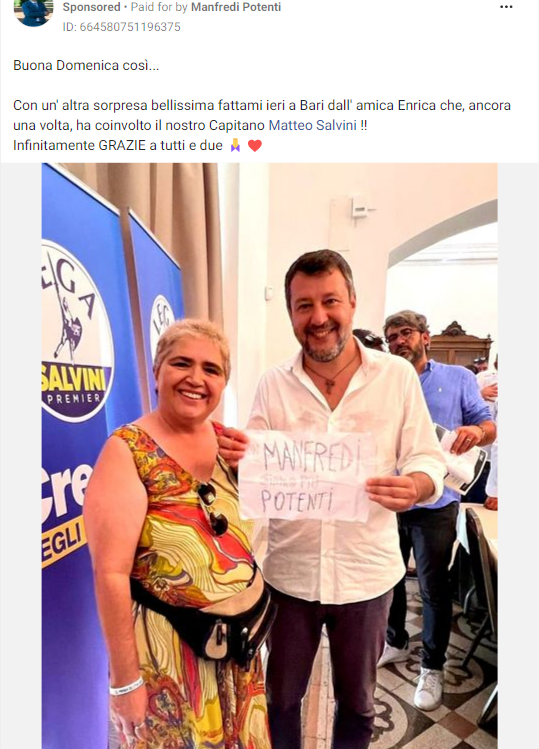 Sponsored • Paid for by Manfredi Potenti
ID: 664580751196375
Buona Domenica così...
Con un' altra sorpresa bellissima fattami ieri a Bari dall' amica Enrica che, ancora
una volta, ha coinvolto il nostro Capitano Matteo Salvini !!
Infinitamente GRAZIE a tutti e due 🙏 ❤️
LEGA
SALVINI
PREMIER
LEG
Cre
EGLI
MANFREDI
POTENTI